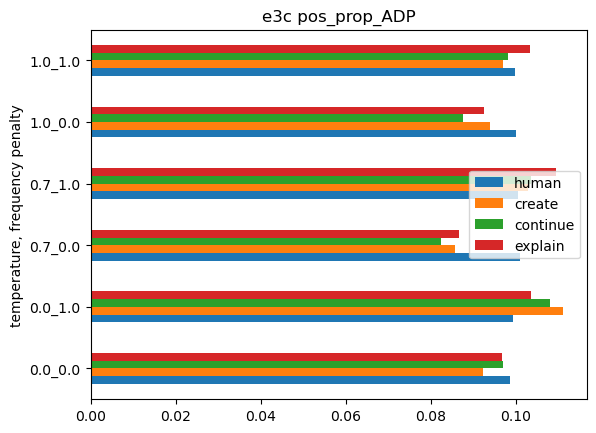 e3c pos_prop_ADP
temperature, frequency penalty
1.0_1.0
1.0_0.0
0.7_1.0
0.7_0.0
0.0_1.0
0.0_0.0
human
create
continue
explain
0.00 0.02 0.04 0.06 0.08 0.10